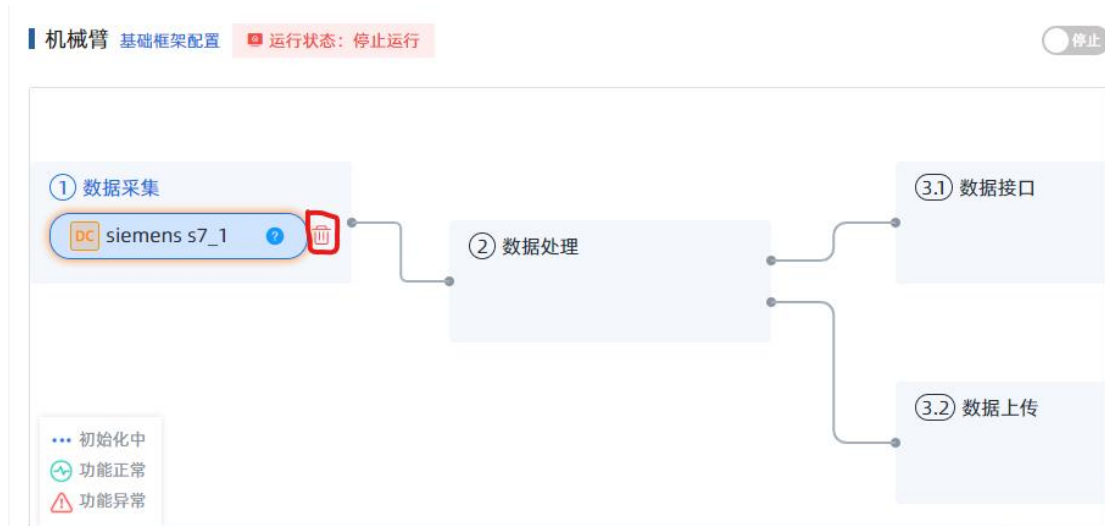 机械臂 基础框架配置 运行状态：停止运行 停止
① 数据采集
DC siemens s7_1 ?
② 数据处理
3.1 数据接口
3.2 数据上传
初始化中
功能正常
功能异常